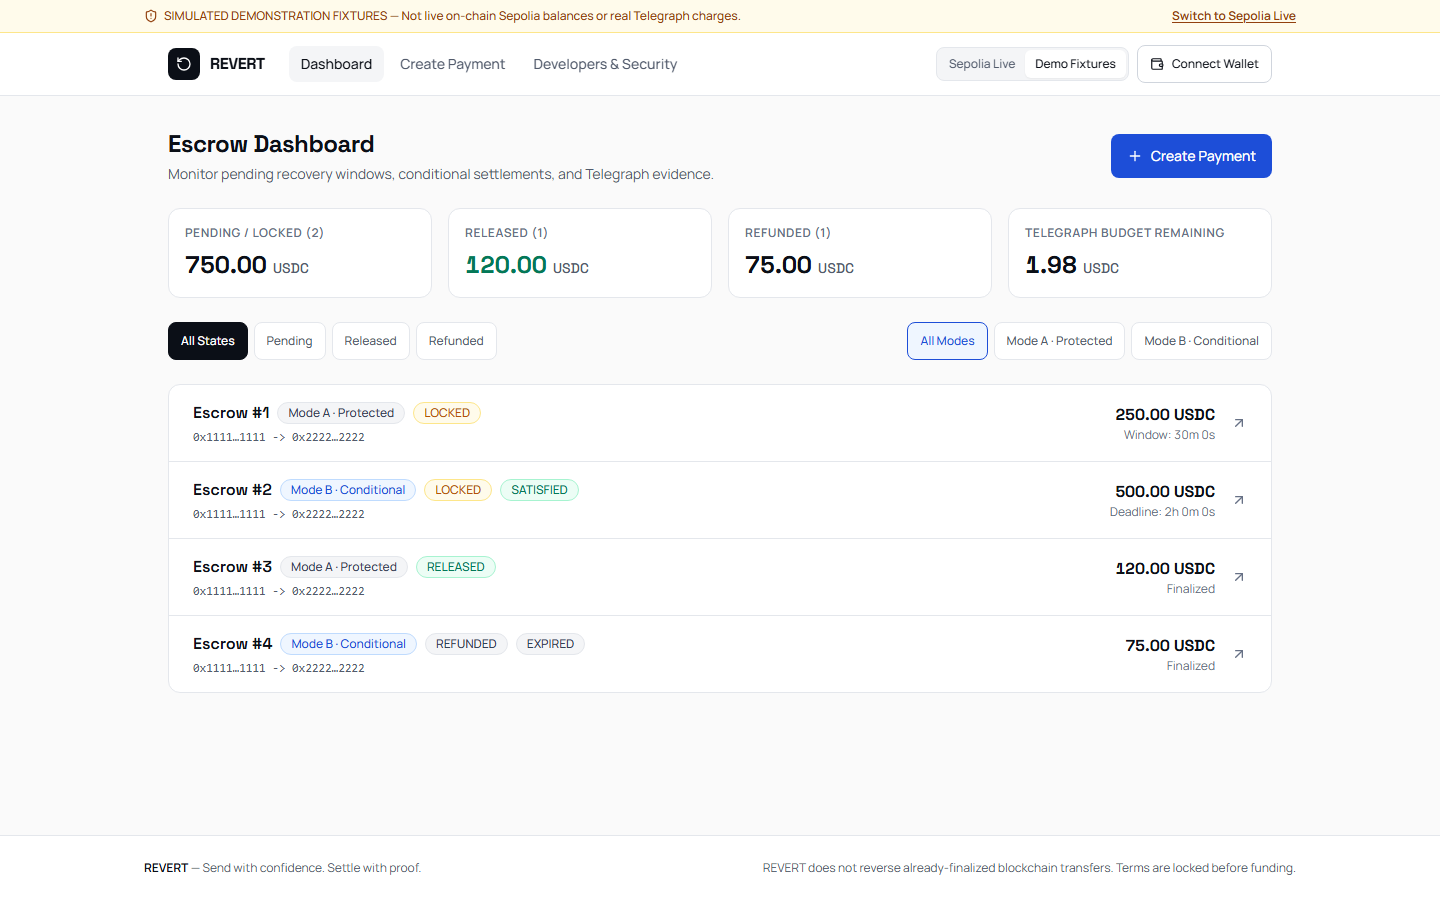 SIMULATED DEMONSTRATION FIXTURES — Not live on-chain Sepolia balances or real Telegraph charges. Switch to Sepolia Live
REVERT Dashboard Create Payment Developers & Security Sepolia Live Demo Fixtures Connect Wallet
Escrow Dashboard
Monitor pending recovery windows, conditional settlements, and Telegraph evidence.
+ Create Payment
PENDING / LOCKED (2) RELEASED (1) REFUNDED (1) TELEGRAPH BUDGET REMAINING
750.00 USDC 120.00 USDC 75.00 USDC 1.98 USDC
All States Pending Released Refunded All Modes Mode A · Protected Mode B · Conditional
Escrow #1 Mode A · Protected LOCKED 250.00 USDC
0x1111…1111 -> 0x2222…2222 Window: 30m 0s
Escrow #2 Mode B · Conditional LOCKED SATISFIED 500.00 USDC
0x1111…1111 -> 0x2222…2222 Deadline: 2h 0m 0s
Escrow #3 Mode A · Protected RELEASED 120.00 USDC
0x1111…1111 -> 0x2222…2222 Finalized
Escrow #4 Mode B · Conditional REFUNDED EXPIRED 75.00 USDC
0x1111…1111 -> 0x2222…2222 Finalized
REVERT — Send with confidence. Settle with proof. REVERT does not reverse already-finalized blockchain transfers. Terms are locked before funding.